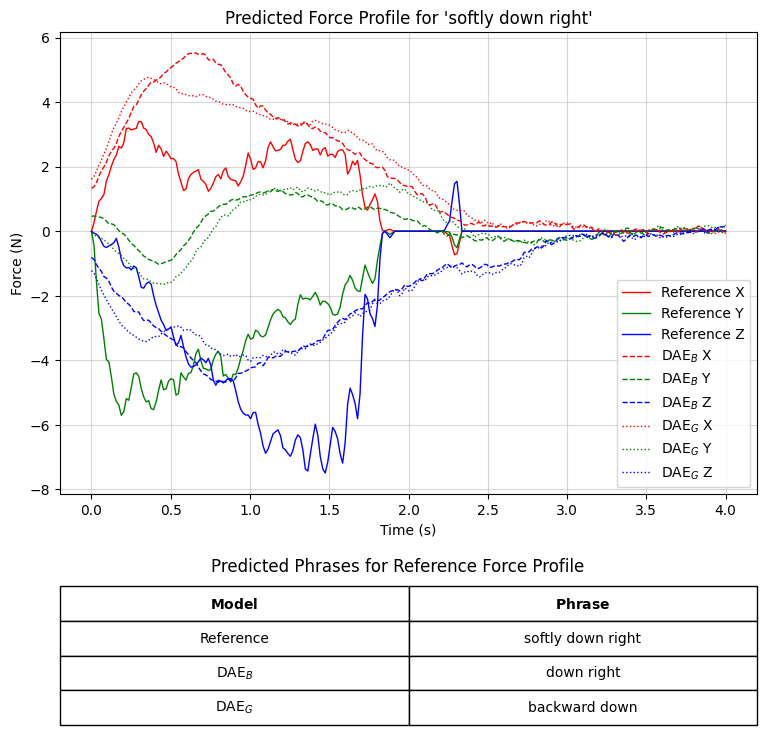 Predicted Force Profile for 'softly down right'
6
4
2
0
−2
−4
−6
−8
Force (N)
0.0 0.5 1.0 1.5 2.0 2.5 3.0 3.5 4.0
Time (s)
Reference X
Reference Y
Reference Z
DAE_B X
DAE_B Y
DAE_B Z
DAE_G X
DAE_G Y
DAE_G Z
Predicted Phrases for Reference Force Profile
Model Phrase
Reference softly down right
DAE_B down right
DAE_G backward down